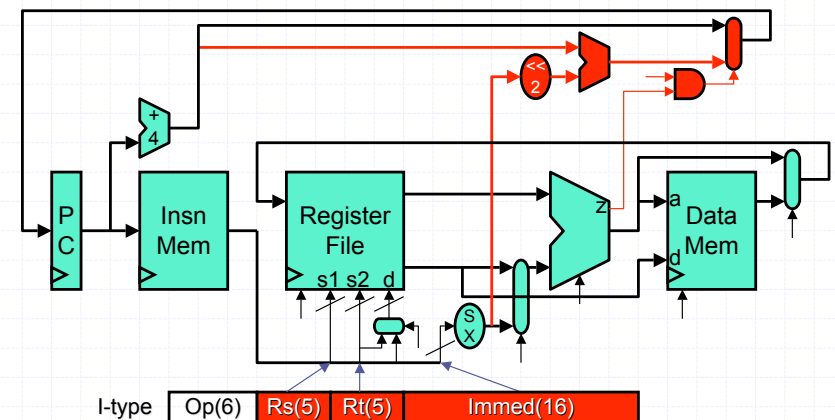 <<
2
+
4
P
C
Insn
Mem
Register
File
s1 s2 d
z
a
Data
Mem
d
S
X
I-type Op(6) Rs(5) Rt(5) Immed(16)